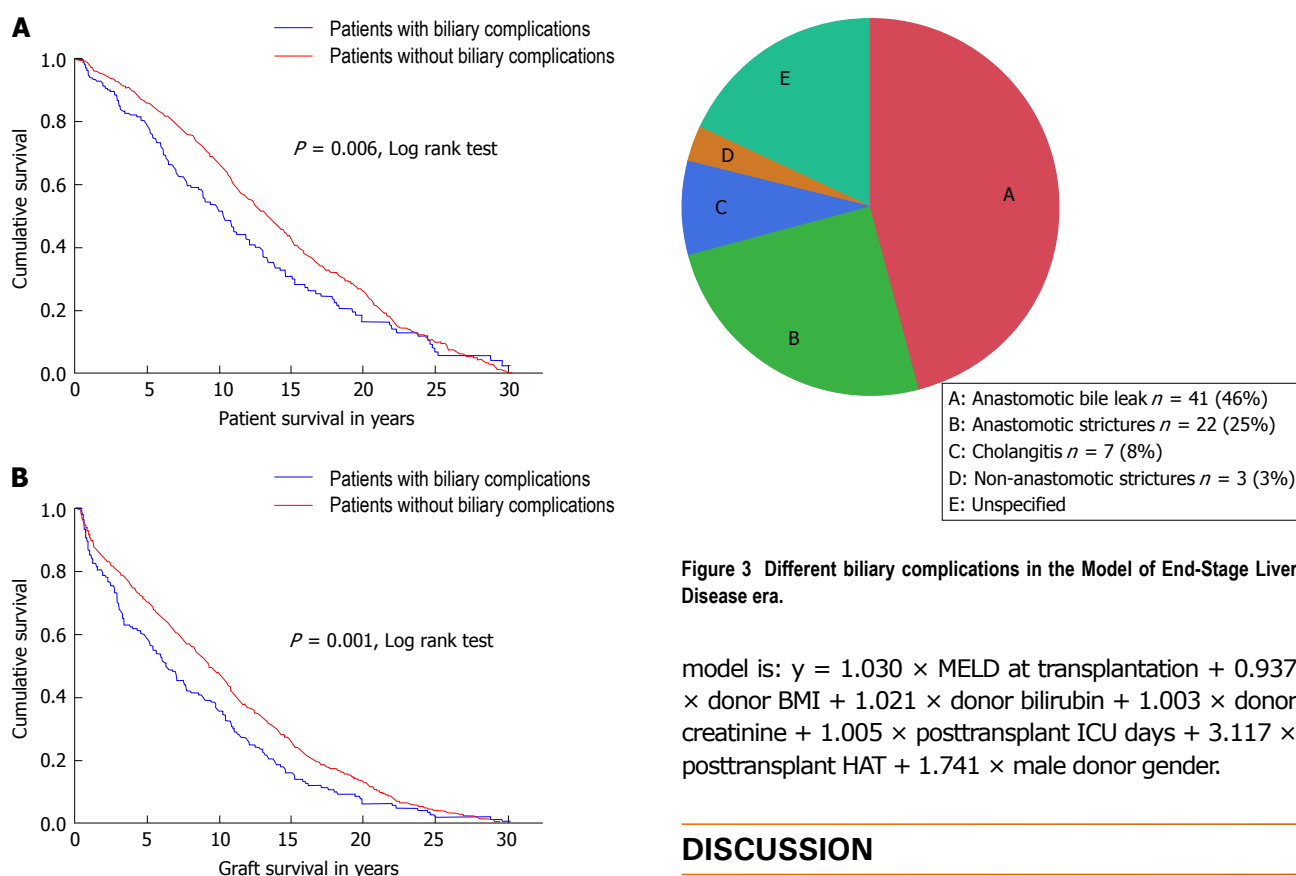 A
Patients with biliary complications
Patients without biliary complications
1.0
0.8
0.6
0.4
0.2
0.0
Cumulative survival
P = 0.006, Log rank test
0 5 10 15 20 25 30
Patient survival in years
B
Patients with biliary complications
Patients without biliary complications
1.0
0.8
0.6
0.4
0.2
0.0
Cumulative survival
P = 0.001, Log rank test
0 5 10 15 20 25 30
Graft survival in years
E
D
C
B
A
A: Anastomotic bile leak n = 41 (46%)
B: Anastomotic strictures n = 22 (25%)
C: Cholangitis n = 7 (8%)
D: Non-anastomotic strictures n = 3 (3%)
E: Unspecified
Figure 3 Different biliary complications in the Model of End-Stage Liver
Disease era.
model is: y = 1.030 × MELD at transplantation + 0.937
× donor BMI + 1.021 × donor bilirubin + 1.003 × donor
creatinine + 1.005 × posttransplant ICU days + 3.117 ×
posttransplant HAT + 1.741 × male donor gender.
DISCUSSION